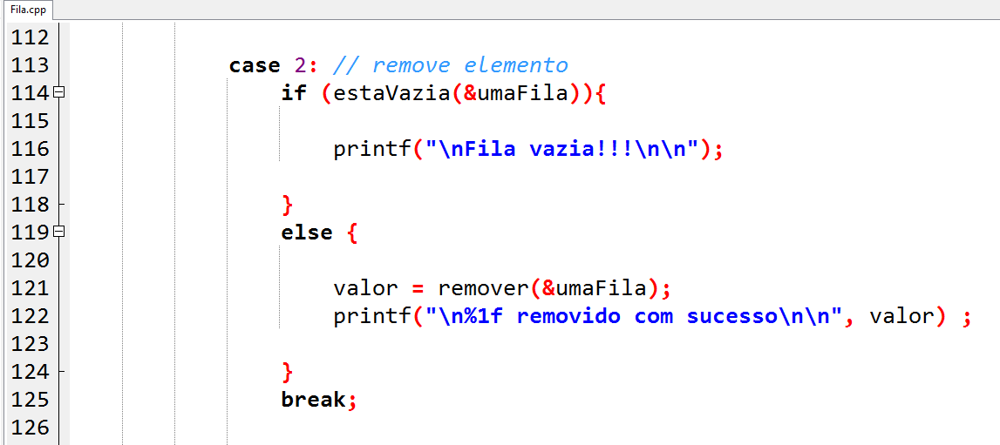 Fila.cpp
112
113 case 2: // remove elemento
114 if (estaVazia(&umaFila)){
115
116 printf("\nFila vazia!!!\n\n");
117
118 }
119 else {
120
121 valor = remover(&umaFila);
122 printf("\n%1f removido com sucesso\n\n", valor) ;
123
124 }
125 break;
126